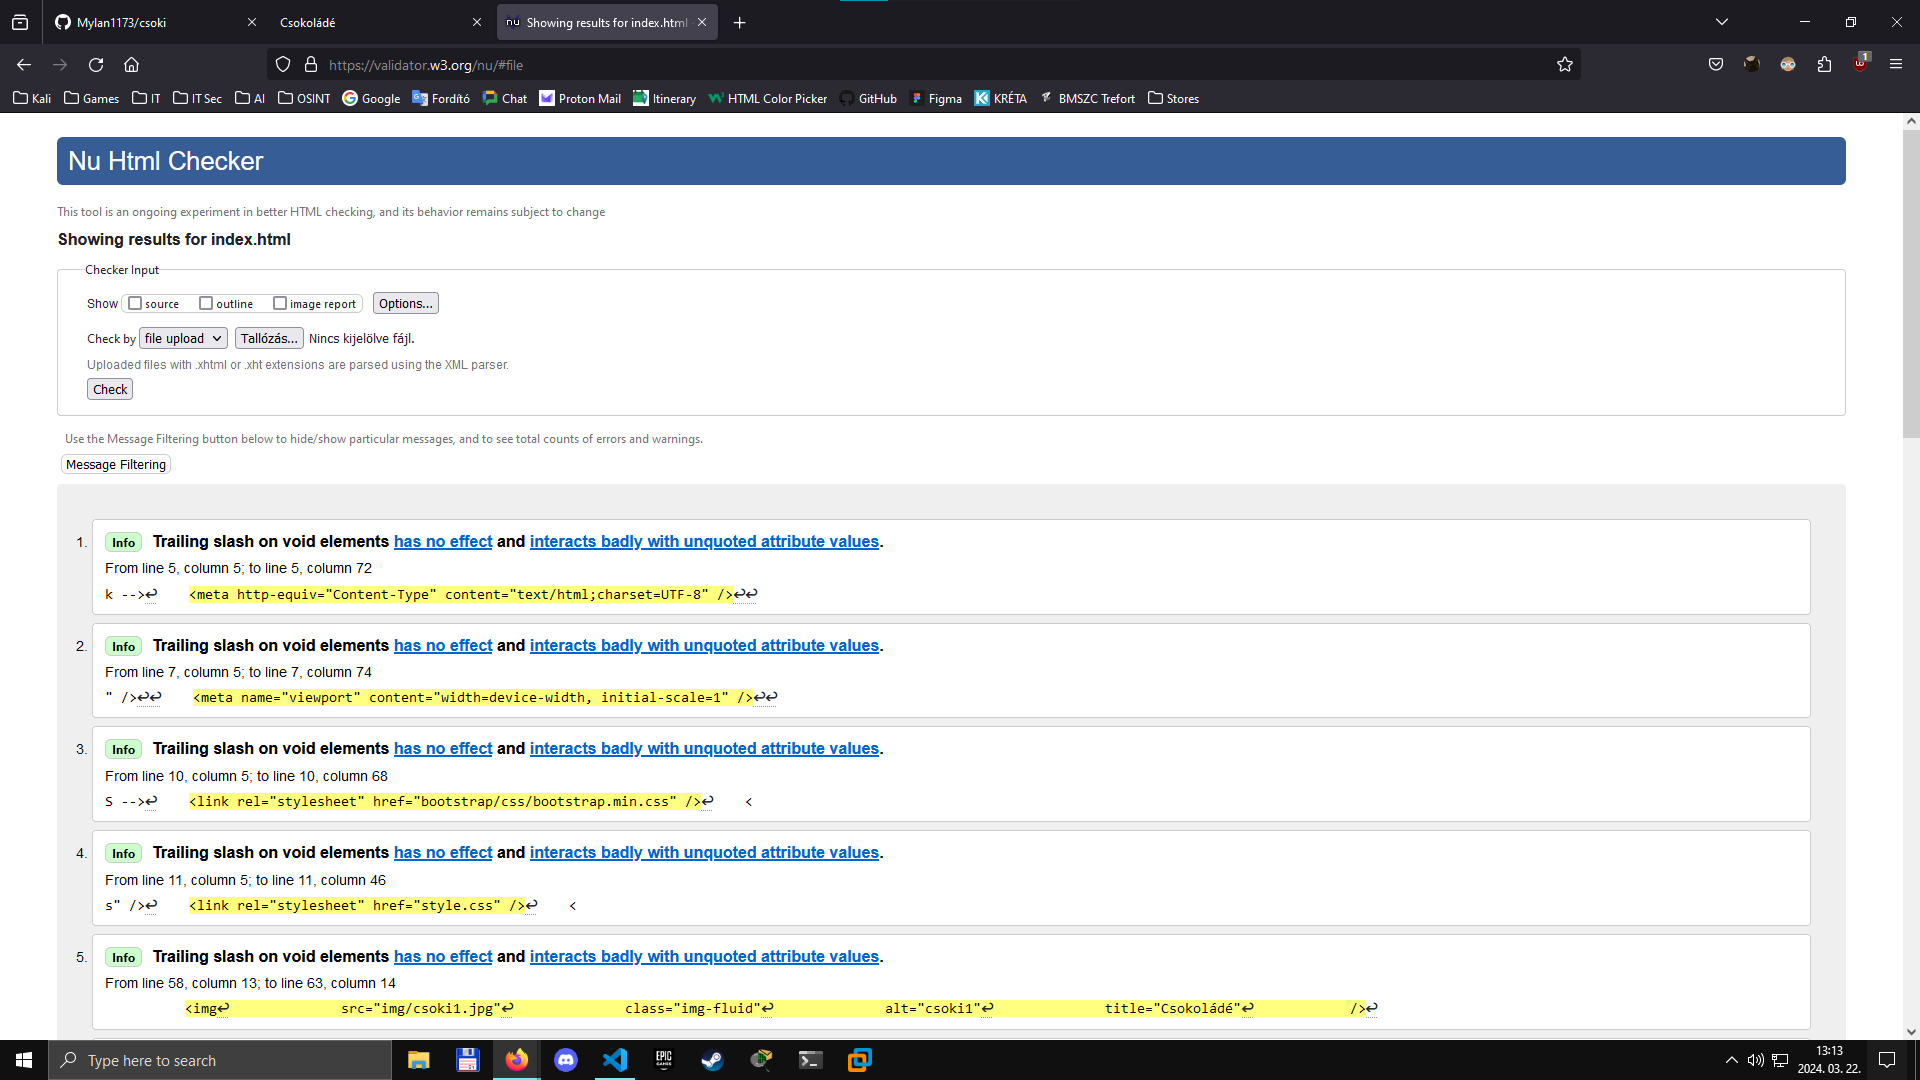 Mylan1173/csoki
Csokoládé
nu Showing results for index.html
https://validator.w3.org/nu/#file
1
Kali Games IT IT Sec AI OSINT Google Fordító Chat Proton Mail Itinerary HTML Color Picker GitHub Figma KRÉTA BMSZC Trefort Stores
Nu Html Checker
This tool is an ongoing experiment in better HTML checking, and its behavior remains subject to change
Showing results for index.html
Checker Input
Show source outline image report Options...
Check by file upload Tallózás... Nincs kijelölve fájl.
Uploaded files with .xhtml or .xht extensions are parsed using the XML parser.
Check
Use the Message Filtering button below to hide/show particular messages, and to see total counts of errors and warnings.
Message Filtering
1. Info Trailing slash on void elements has no effect and interacts badly with unquoted attribute values.
From line 5, column 5; to line 5, column 72
k -->↩ <meta http-equiv="Content-Type" content="text/html;charset=UTF-8" />↩↩
2. Info Trailing slash on void elements has no effect and interacts badly with unquoted attribute values.
From line 7, column 5; to line 7, column 74
" />↩↩ <meta name="viewport" content="width=device-width, initial-scale=1" />↩↩
3. Info Trailing slash on void elements has no effect and interacts badly with unquoted attribute values.
From line 10, column 5; to line 10, column 68
S -->↩ <link rel="stylesheet" href="bootstrap/css/bootstrap.min.css" />↩ <
4. Info Trailing slash on void elements has no effect and interacts badly with unquoted attribute values.
From line 11, column 5; to line 11, column 46
s" />↩ <link rel="stylesheet" href="style.css" />↩ <
5. Info Trailing slash on void elements has no effect and interacts badly with unquoted attribute values.
From line 58, column 13; to line 63, column 14
<img↩ src="img/csoki1.jpg"↩ class="img-fluid"↩ alt="csoki1"↩ title="Csokoládé"↩ />↩
Type here to search
EPIC GAMES
13:13
2024. 03. 22.